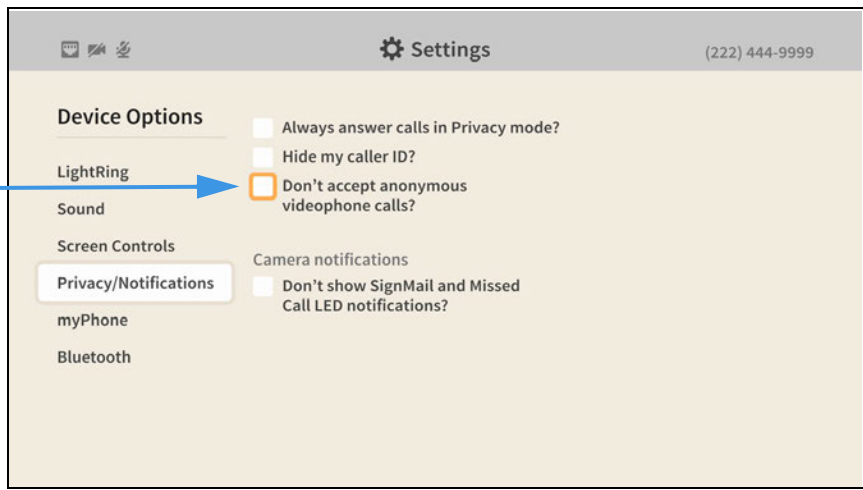 Settings
(222) 444-9999
Device Options
LightRing
Sound
Screen Controls
Privacy/Notifications
myPhone
Bluetooth
Always answer calls in Privacy mode?
Hide my caller ID?
Don't accept anonymous
videophone calls?
Camera notifications
Don't show SignMail and Missed
Call LED notifications?